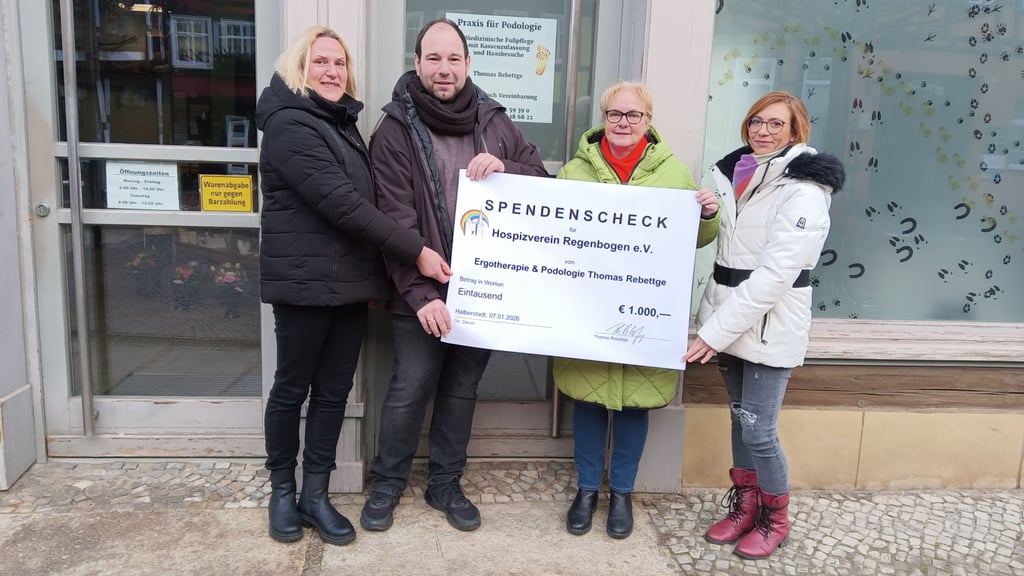 Praxis für Podologie
Medizinische Fußpflege
mit Kassenzulassung
und Hausbesuche
Thomas Rebettge
nach Vereinbarung
Öffnungszeiten
Montag - Freitag
Samstag
Warenabgabe
nur gegen
Barzahlung
SPENDENSCHECK
für
Hospizverein Regenbogen e.V.
von
Ergotherapie & Podologie Thomas Rebettge
Betrag in Worten
Eintausend
€ 1.000,—
Halberstadt, 07.01.2026
Ort, Datum
Thomas Rebettge